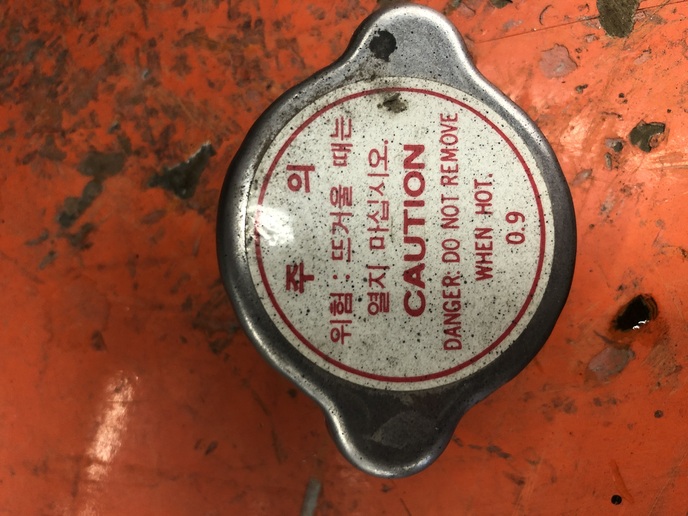 주 의
위험 : 뜨거울 때는
열지 마십시오.
CAUTION
DANGER: DO NOT REMOVE
WHEN HOT.
0.9